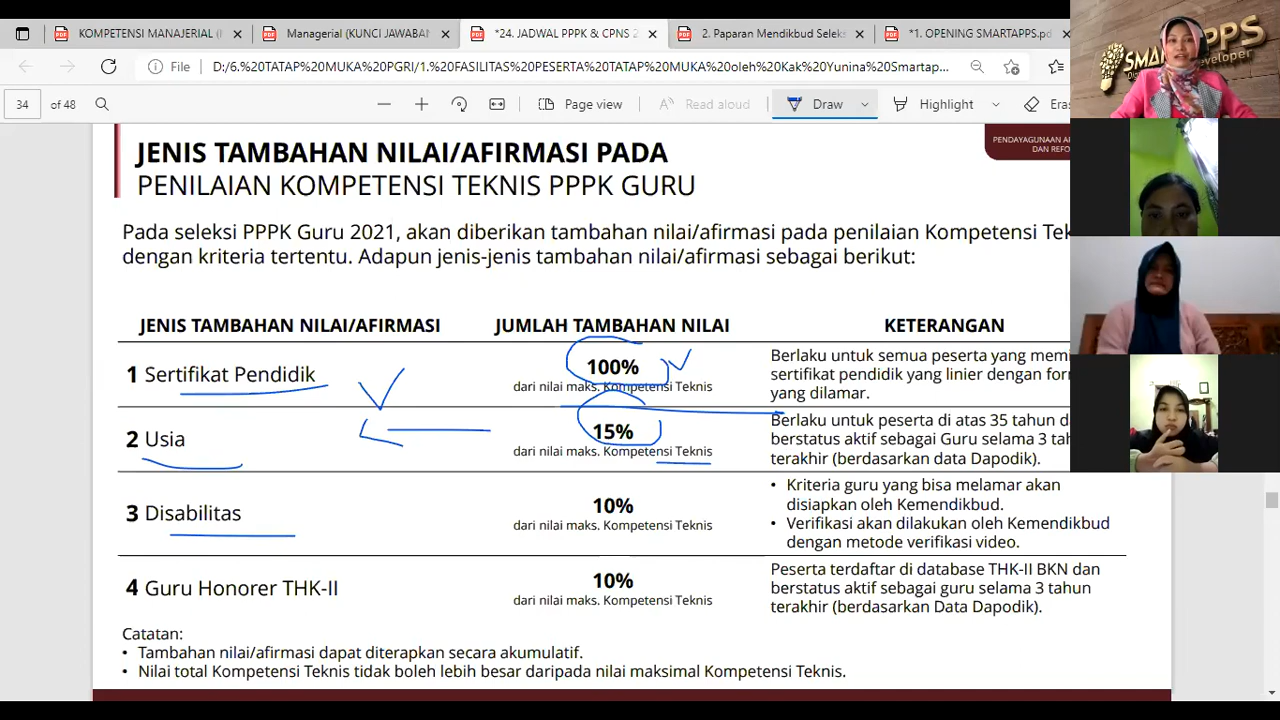 KOMPETENSI MANAJERIAL (
Managerial (KUNCI JAWABAN
*24. JADWAL PPPK & CPNS 2
2. Paparan Mendikbud Seleks
*1. OPENING SMARTAPPS.pd
File
D:/6.%20TATAP%20MUKA%20PGRI/1.%20FASILITAS%20PESERTA%20TATAP%20MUKA%20oleh%20Kak%20Yunina%20Smartap...
34 of 48
Page view
Read aloud
Draw
Highlight
Eras
JENIS TAMBAHAN NILAI/AFIRMASI PADA
PENILAIAN KOMPETENSI TEKNIS PPPK GURU
PENDAYAGUNAAN A
DAN REFO
Pada seleksi PPPK Guru 2021, akan diberikan tambahan nilai/afirmasi pada penilaian Kompetensi Tek
dengan kriteria tertentu. Adapun jenis-jenis tambahan nilai/afirmasi sebagai berikut:
JENIS TAMBAHAN NILAI/AFIRMASI
JUMLAH TAMBAHAN NILAI
KETERANGAN
1 Sertifikat Pendidik
100%
dari nilai maks. Kompetensi Teknis
Berlaku untuk semua peserta yang mem
sertifikat pendidik yang linier dengan for
yang dilamar.
2 Usia
15%
dari nilai maks. Kompetensi Teknis
Berlaku untuk peserta di atas 35 tahun d
berstatus aktif sebagai Guru selama 3 ta
terakhir (berdasarkan data Dapodik).
3 Disabilitas
10%
dari nilai maks. Kompetensi Teknis
• Kriteria guru yang bisa melamar akan
disiapkan oleh Kemendikbud.
• Verifikasi akan dilakukan oleh Kemendikbud
dengan metode verifikasi video.
4 Guru Honorer THK-II
10%
dari nilai maks. Kompetensi Teknis
Peserta terdaftar di database THK-II BKN dan
berstatus aktif sebagai guru selama 3 tahun
terakhir (berdasarkan Data Dapodik).
Catatan:
• Tambahan nilai/afirmasi dapat diterapkan secara akumulatif.
• Nilai total Kompetensi Teknis tidak boleh lebih besar daripada nilai maksimal Kompetensi Teknis.